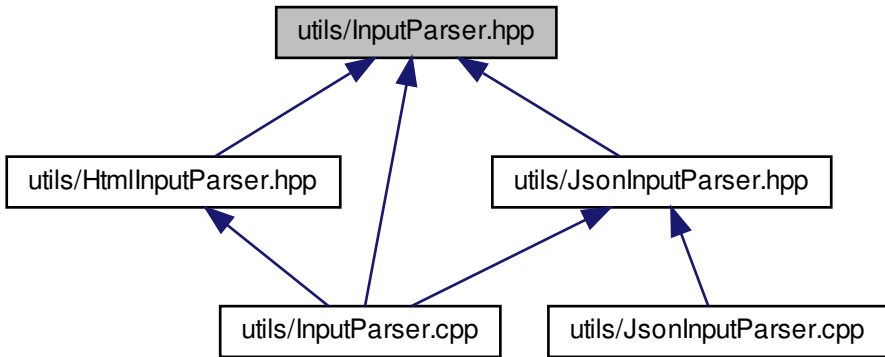 utils/InputParser.hpp
utils/HtmlInputParser.hpp
utils/JsonInputParser.hpp
utils/InputParser.cpp
utils/JsonInputParser.cpp